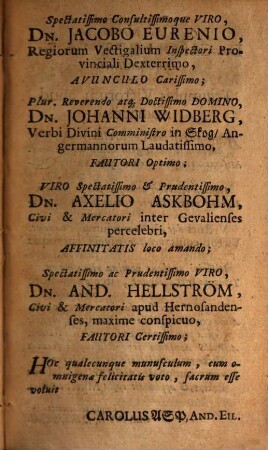 Spectatissimo Consultissimoque VIRO,
DN. JACOBO EURENIO,
Regiorum Vectigalium Inspectori Pro-
vinciali Dexterrimo,
AVUNCULO Carissimo;
Plur. Reverendo atq; Doctissimo DOMINO,
DN. JOHANNI WIDBERG,
Verbi Divini Comministro in Skog/ An-
germannorum Laudatissimo,
FAUTORI Optimo;
VIRO Spectatissimo & Prudentissimo,
DN. AXELIO ASKBOHM,
Civi & Mercatori inter Gevalienses
percelebri,
AFFINITATIS loco amando;
Spectatissimo ac Prudentissimo VIRO,
DN. AND. HELLSTRÖM,
Civi & Mercatori apud Hernosanden-
ses, maxime conspicuo,
FAUTORI Certissimo;
Hoc qualecunque munusculum, cum o-
mnigenæ felicitatis voto, sacrum esse
voluit
CAROLUS ASP, AND. FIL.